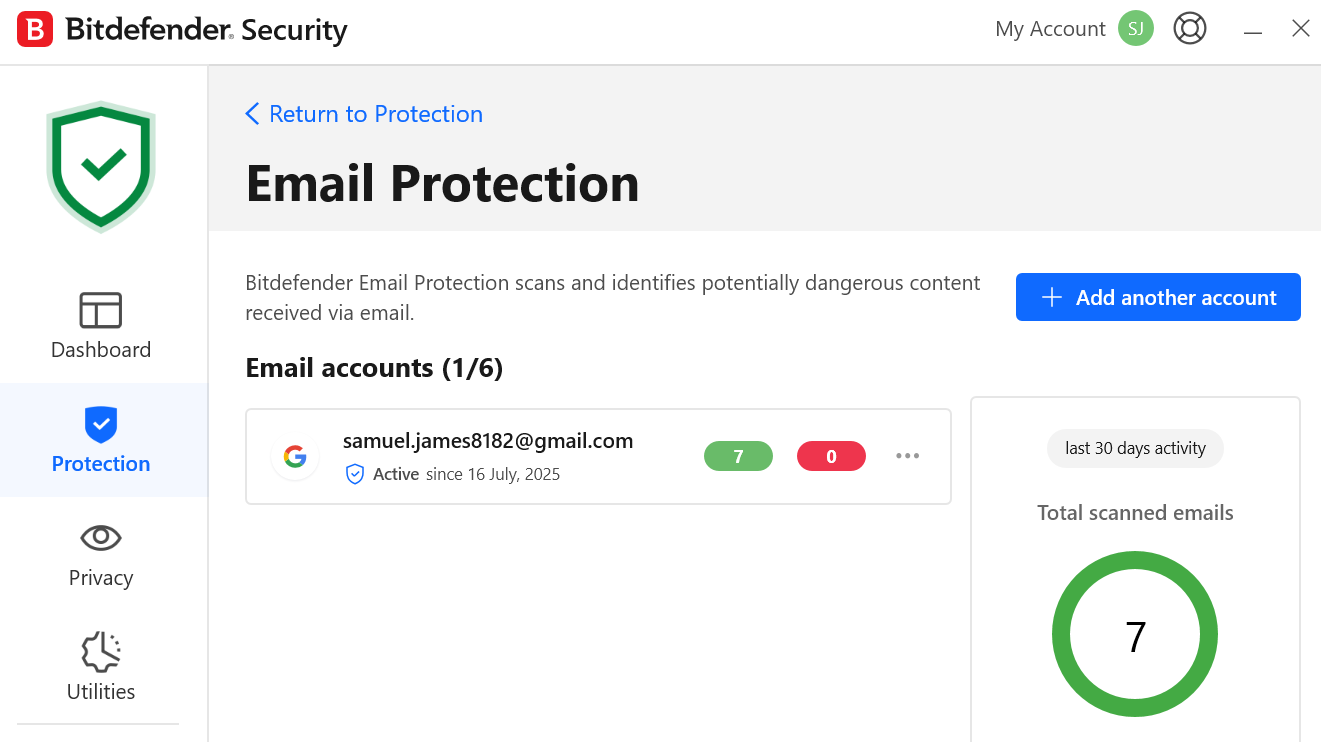 B Bitdefender® Security
My Account SJ
Return to Protection
Email Protection
Bitdefender Email Protection scans and identifies potentially dangerous content
received via email.
Add another account
Email accounts (1/6)
samuel.james8182@gmail.com
Active since 16 July, 2025
7 0
last 30 days activity
Total scanned emails
7
Dashboard
Protection
Privacy
Utilities